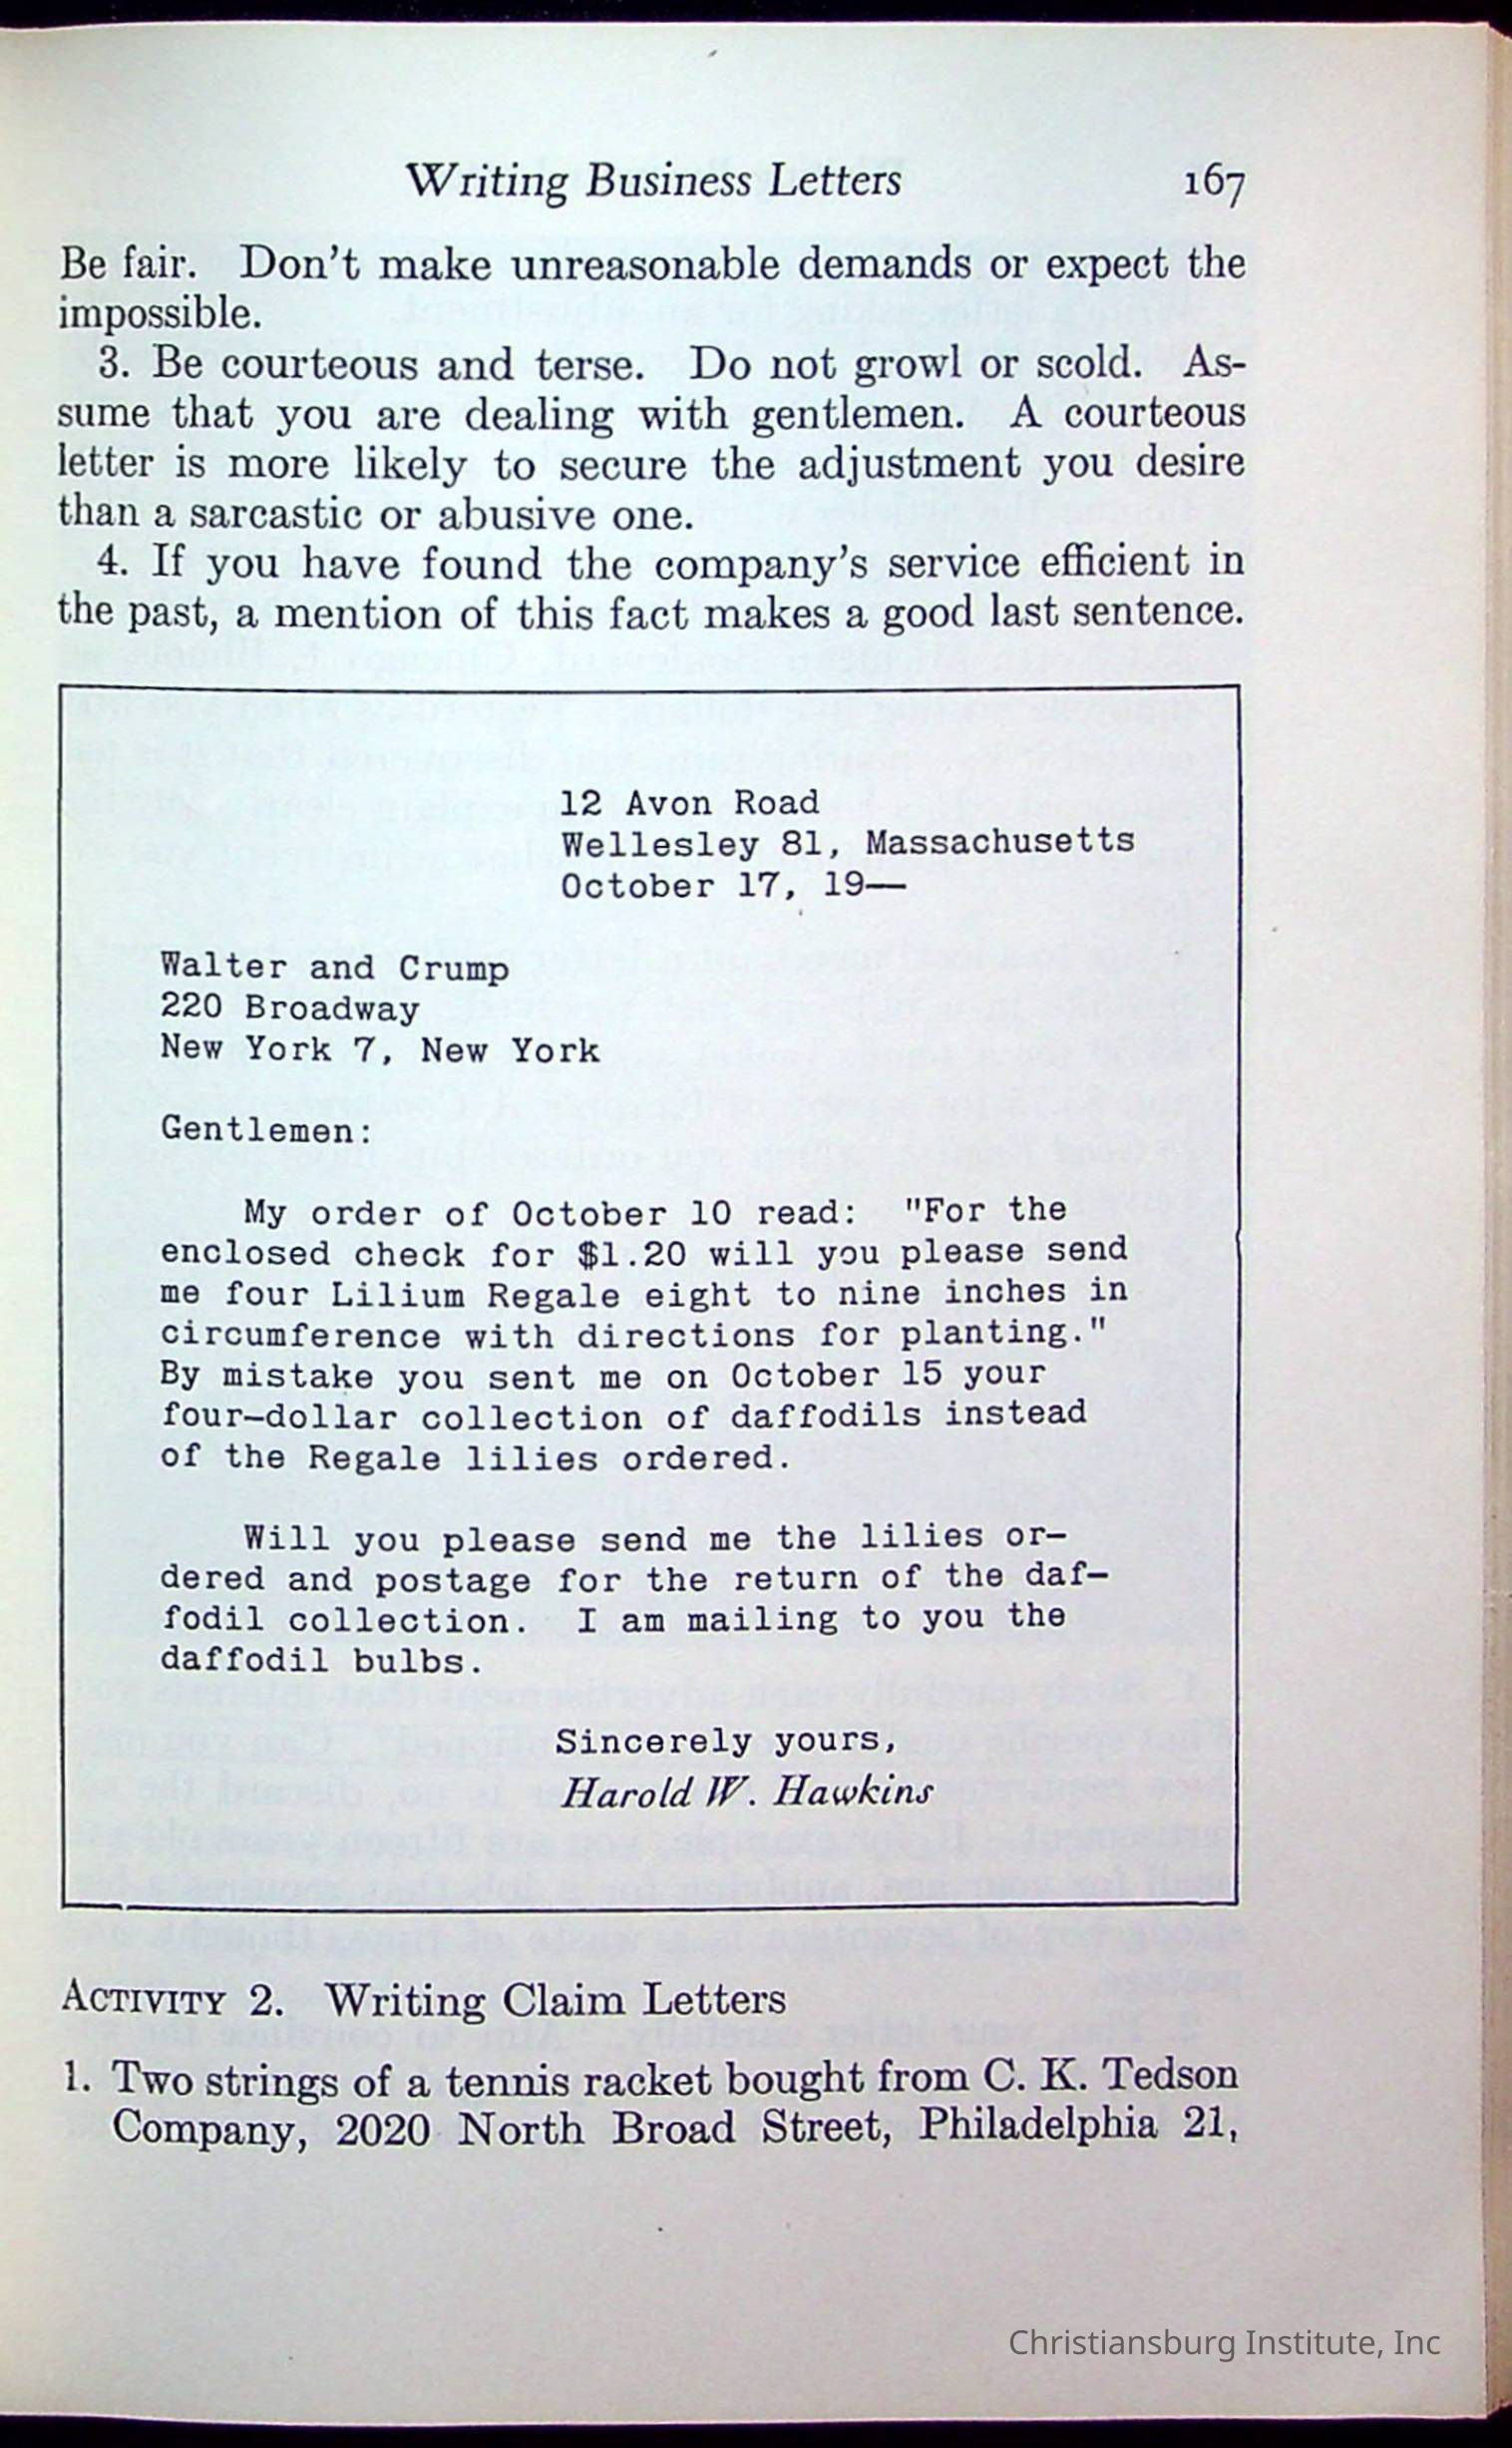 Writing Business Letters 167
Be fair. Don't make unreasonable demands or expect the
impossible.
3. Be courteous and terse. Do not growl or scold. As-
sume that you are dealing with gentlemen. A courteous
letter is more likely to secure the adjustment you desire
than a sarcastic or abusive one.
4. If you have found the company's service efficient in
the past, a mention of this fact makes a good last sentence.
12 Avon Road
Wellesley 81, Massachusetts
October 17, 19—
Walter and Crump
220 Broadway
New York 7, New York
Gentlemen:
My order of October 10 read: "For the
enclosed check for $1.20 will you please send
me four Lilium Regale eight to nine inches in
circumference with directions for planting."
By mistake you sent me on October 15 your
four-dollar collection of daffodils instead
of the Regale lilies ordered.
Will you please send me the lilies or-
dered and postage for the return of the daf-
fodil collection. I am mailing to you the
daffodil bulbs.
Sincerely yours,
Harold W. Hawkins
ACTIVITY 2. Writing Claim Letters
1. Two strings of a tennis racket bought from C. K. Tedson
Company, 2020 North Broad Street, Philadelphia 21,
Christiansburg Institute, Inc